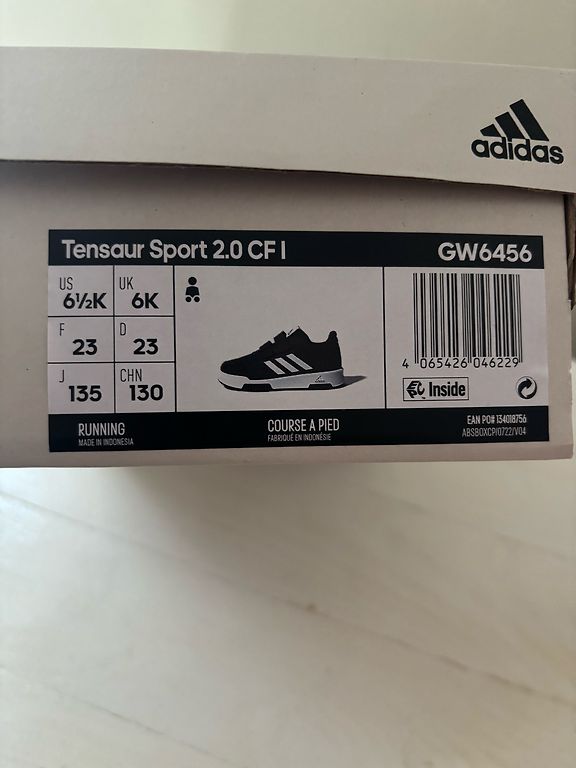 adidas
Tensaur Sport 2.0 CF I GW6456
US 6½K UK 6K
F 23 D 23
J 135 CHN 130
4 065426 046229
Inside
RUNNING
MADE IN INDONESIA
COURSE A PIED
FABRIQUÉ EN INDONÉSIE
EAN PO# 134018756
ABSBOXCP/0722/V04